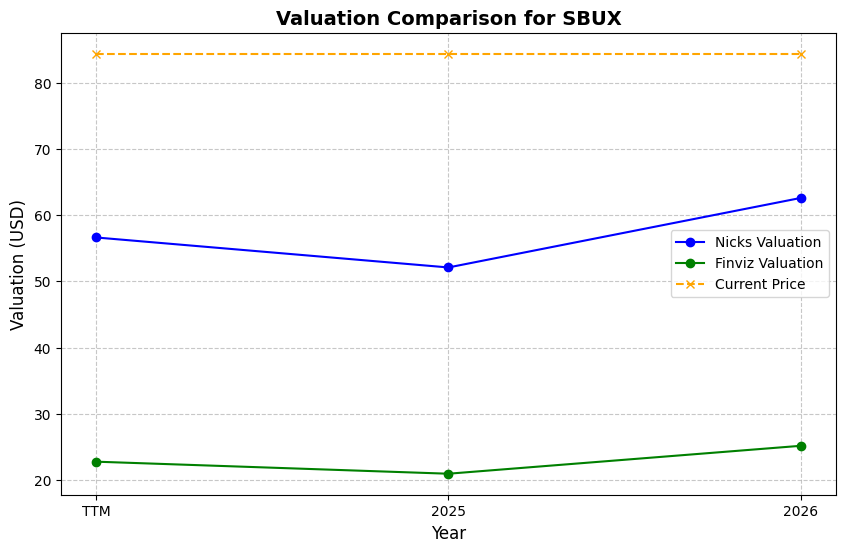 Valuation Comparison for SBUX
Valuation (USD)
80
70
60
50
40
30
20
Nicks Valuation
Finviz Valuation
Current Price
TTM 2025 2026
Year